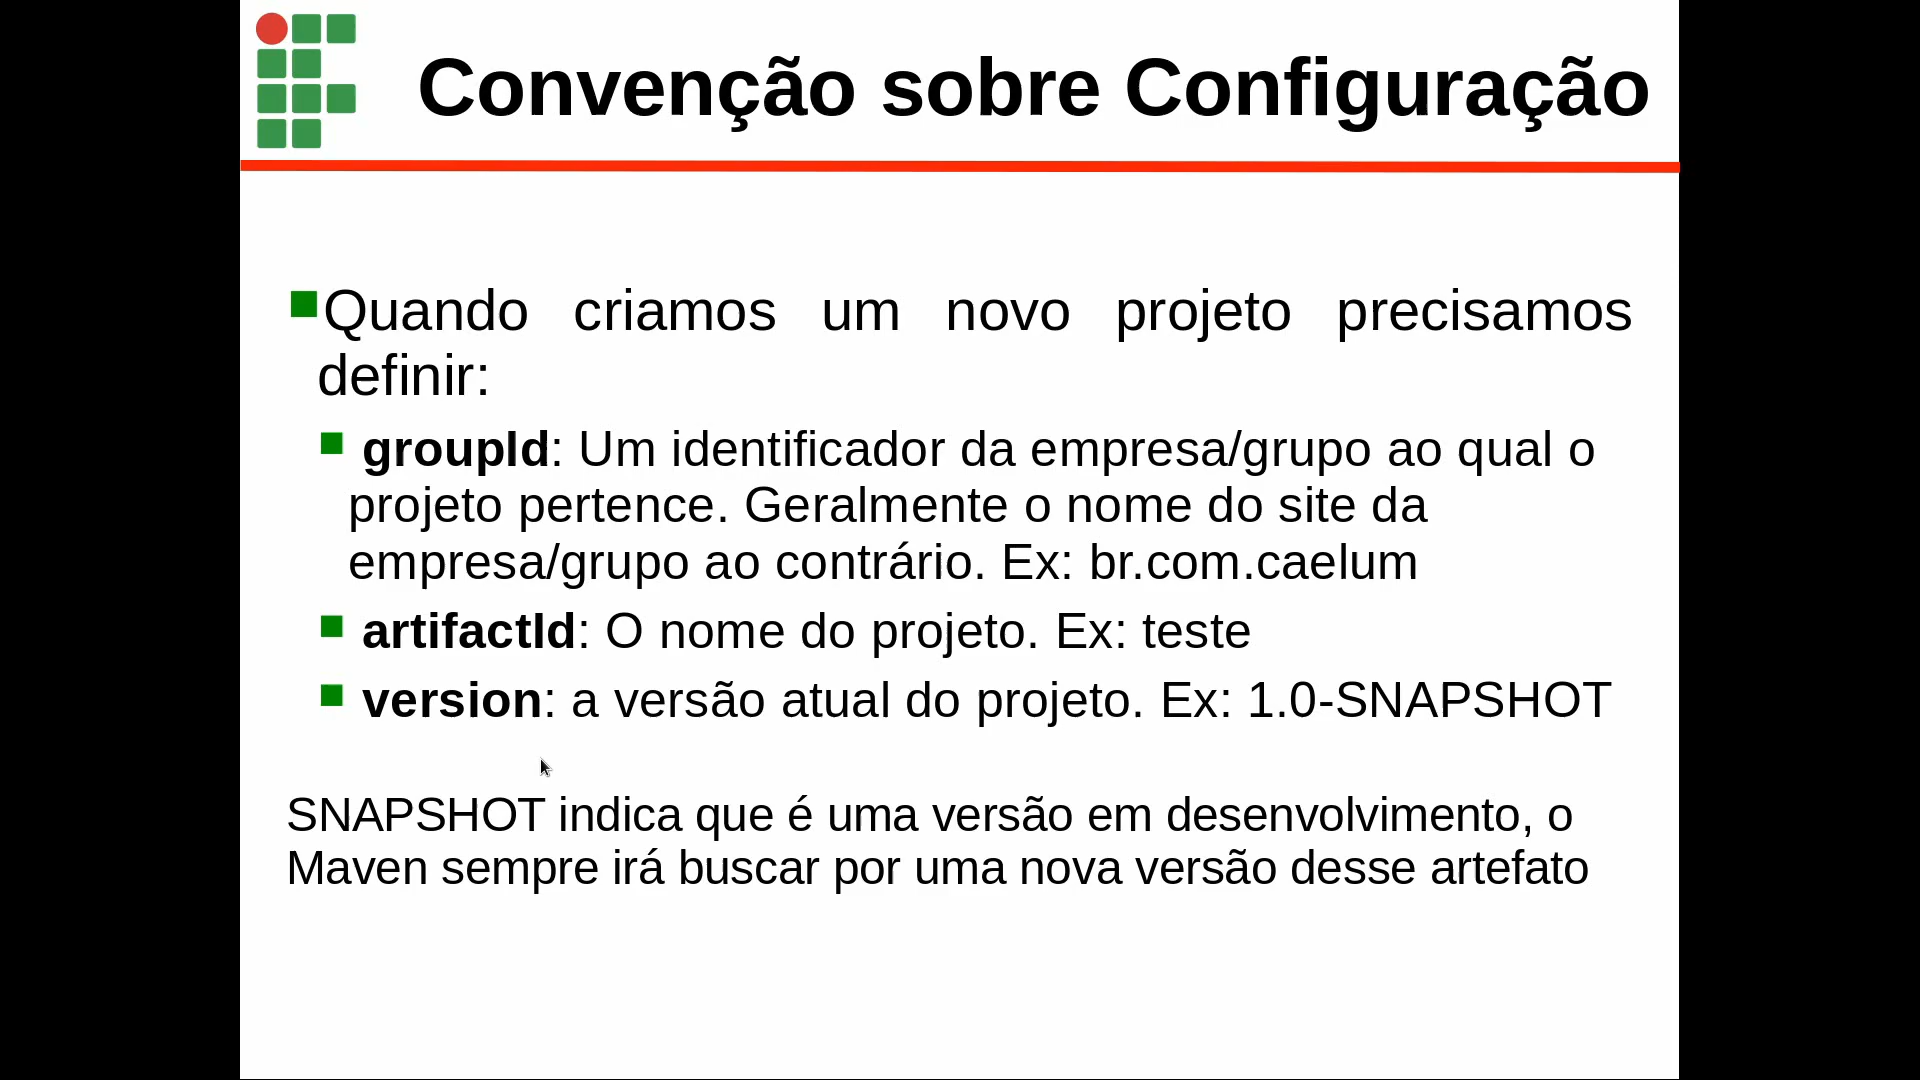 Convenção sobre Configuração
Quando criamos um novo projeto precisamos
definir:
groupId: Um identificador da empresa/grupo ao qual o
projeto pertence. Geralmente o nome do site da
empresa/grupo ao contrário. Ex: br.com.caelum
artifactId: O nome do projeto. Ex: teste
version: a versão atual do projeto. Ex: 1.0-SNAPSHOT
SNAPSHOT indica que é uma versão em desenvolvimento, o
Maven sempre irá buscar por uma nova versão desse artefato